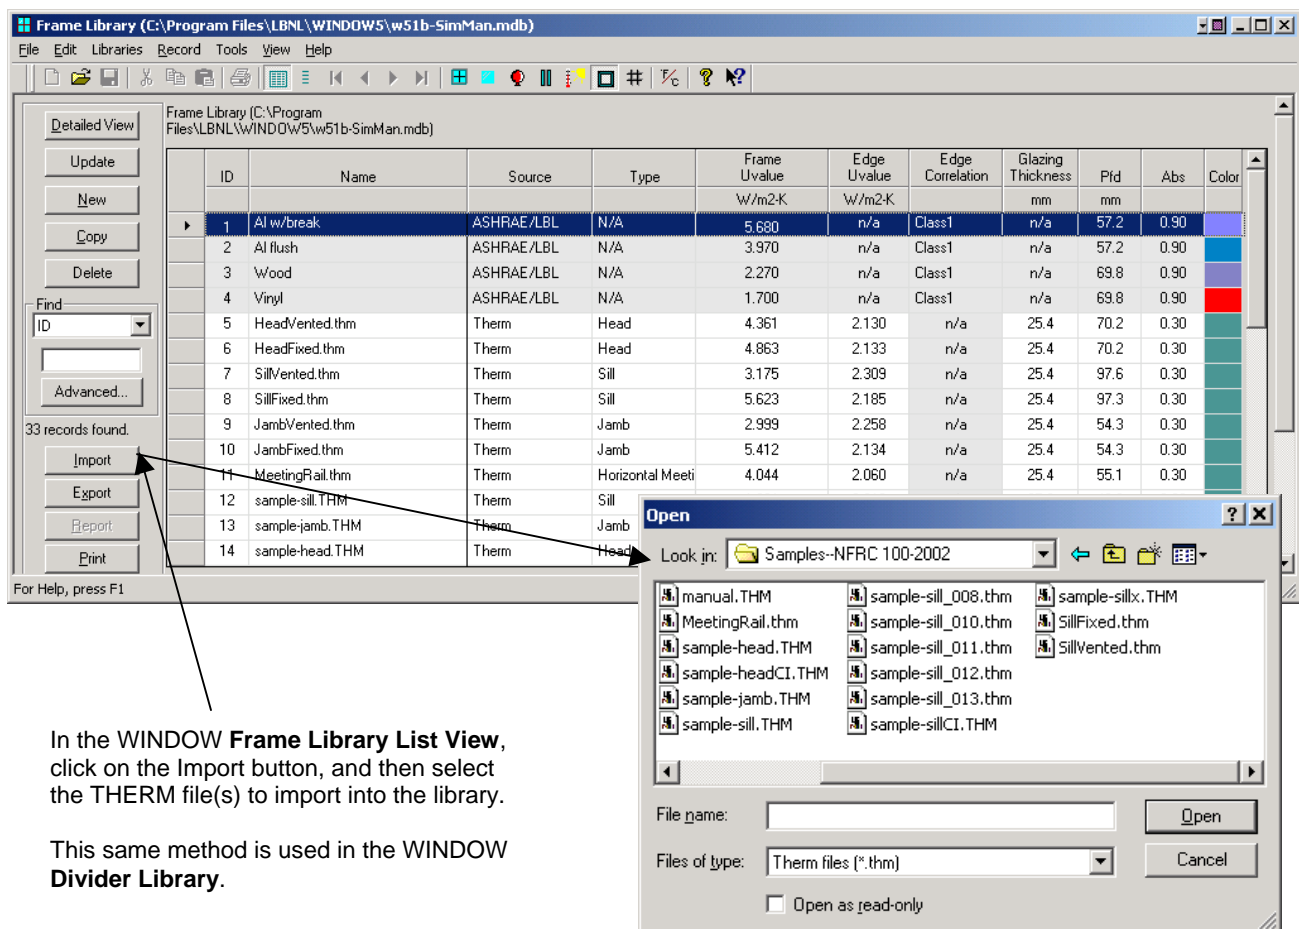 Frame Library (C:\Program Files\LBNL\WINDOW5\w51b-SimMan.mdb)
File Edit Libraries Record Tools View Help
Detailed View
Update
New
Copy
Delete
Find
ID
Advanced...
33 records found.
Import
Export
Report
Print
Frame Library (C:\Program
Files\LBNL\WINDOW5\w51b-SimMan.mdb)
ID Name Source Type Frame Uvalue Edge Uvalue Edge Correlation Glazing Thickness Pfd Abs Color
W/m2-K W/m2-K mm mm
1 Al w/break ASHRAE/LBL N/A 5.680 n/a Class1 n/a 57.2 0.90
2 Al flush ASHRAE/LBL N/A 3.970 n/a Class1 n/a 57.2 0.90
3 Wood ASHRAE/LBL N/A 2.270 n/a Class1 n/a 69.8 0.90
4 Vinyl ASHRAE/LBL N/A 1.700 n/a Class1 n/a 69.8 0.90
5 HeadVented.thm Therm Head 4.361 2.130 n/a 25.4 70.2 0.30
6 HeadFixed.thm Therm Head 4.863 2.133 n/a 25.4 70.2 0.30
7 SillVented.thm Therm Sill 3.175 2.309 n/a 25.4 97.6 0.30
8 SillFixed.thm Therm Sill 5.623 2.185 n/a 25.4 97.3 0.30
9 JambVented.thm Therm Jamb 2.999 2.258 n/a 25.4 54.3 0.30
10 JambFixed.thm Therm Jamb 5.412 2.134 n/a 25.4 54.3 0.30
11 MeetingRail.thm Therm Horizontal Meeti 4.044 2.060 n/a 25.4 55.1 0.30
12 sample-sill.THM Therm Sill
13 sample-jamb.THM Therm Jamb
14 sample-head.THM Therm Head
For Help, press F1
Open
Look in: Samples--NFRC 100-2002
manual.THM sample-sill_008.thm sample-sillx.THM
MeetingRail.thm sample-sill_010.thm SillFixed.thm
sample-head.THM sample-sill_011.thm SillVented.thm
sample-headCI.THM sample-sill_012.thm
sample-jamb.THM sample-sill_013.thm
sample-sill.THM sample-sillCI.THM
File name: Open
Files of type: Therm files (*.thm) Cancel
Open as read-only
In the WINDOW Frame Library List View,
click on the Import button, and then select
the THERM file(s) to import into the library.
This same method is used in the WINDOW
Divider Library.